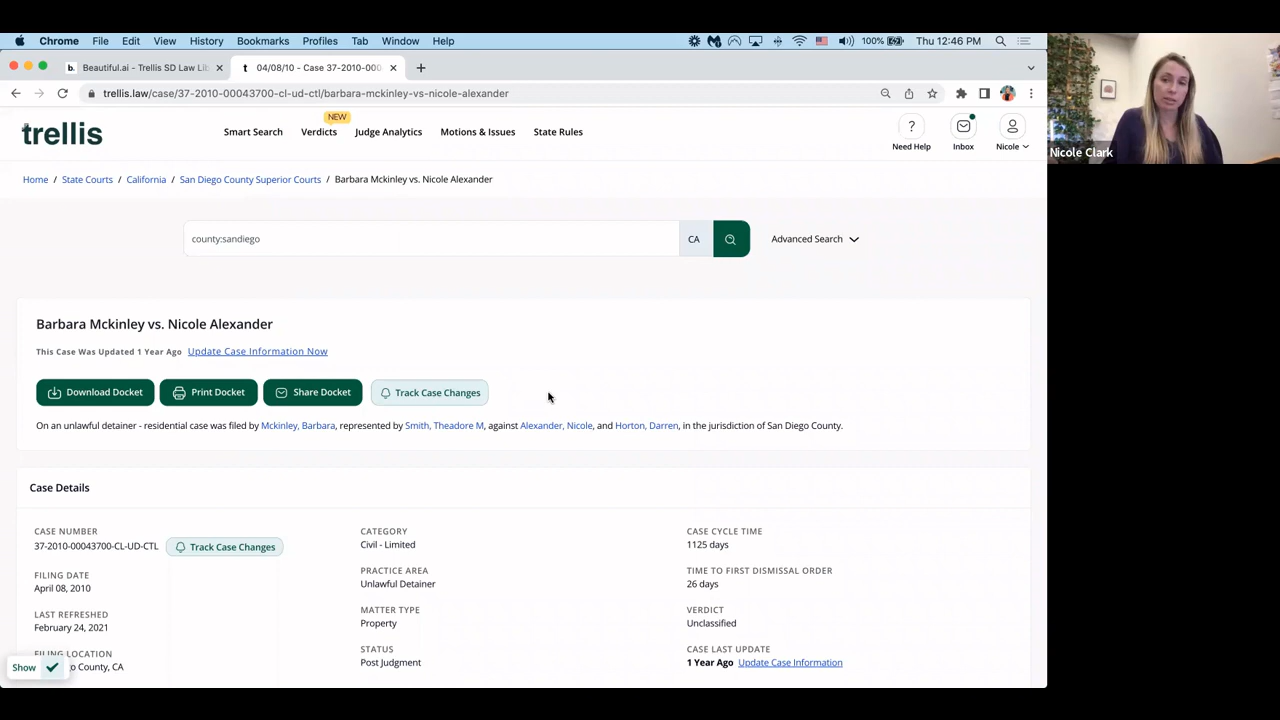 Chrome File Edit View History Bookmarks Profiles Tab Window Help 100% Thu 12:46 PM
b. Beautiful.ai - Trellis SD Law Lib t 04/08/10 - Case 37-2010-000
trellis.law/case/37-2010-00043700-cl-ud-ctl/barbara-mckinley-vs-nicole-alexander
Nicole Clark
NEW
trellis Smart Search Verdicts Judge Analytics Motions & Issues State Rules
Need Help Inbox Nicole
Home / State Courts / California / San Diego County Superior Courts / Barbara Mckinley vs. Nicole Alexander
county:sandiego CA Advanced Search
Barbara Mckinley vs. Nicole Alexander
This Case Was Updated 1 Year Ago Update Case Information Now
Download Docket Print Docket Share Docket Track Case Changes
On an unlawful detainer - residential case was filed by Mckinley, Barbara, represented by Smith, Theadore M, against Alexander, Nicole, and Horton, Darren, in the jurisdiction of San Diego County.
Case Details
CASE NUMBER CATEGORY CASE CYCLE TIME
37-2010-00043700-CL-UD-CTL Track Case Changes Civil - Limited 1125 days
FILING DATE PRACTICE AREA TIME TO FIRST DISMISSAL ORDER
April 08, 2010 Unlawful Detainer 26 days
LAST REFRESHED MATTER TYPE VERDICT
February 24, 2021 Property Unclassified
FILING LOCATION STATUS CASE LAST UPDATE
Show o County, CA Post Judgment 1 Year Ago Update Case Information